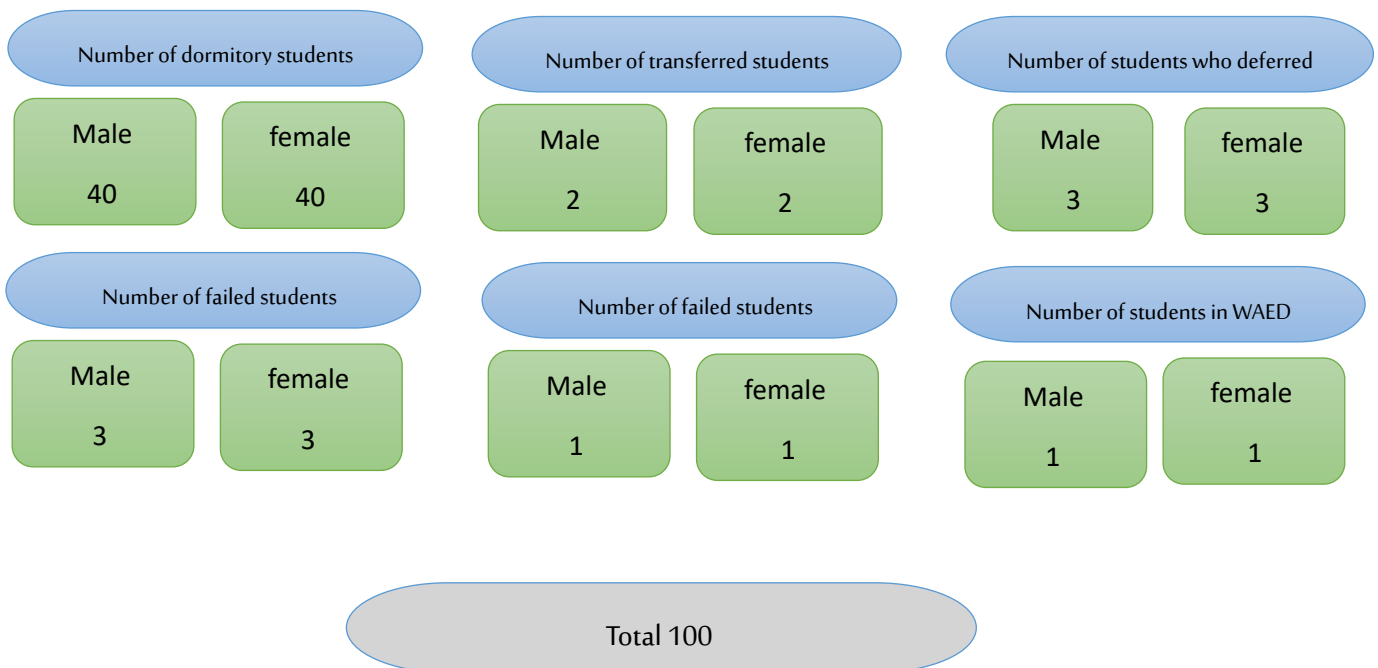 Number of dormitory students
Number of transferred students
Number of students who deferred
Male
female
Male
female
Male
female
40
40
2
2
3
3
Number of failed students
Number of failed students
Number of students in WAED
Male
female
Male
female
Male
female
3
3
1
1
1
1
Total 100